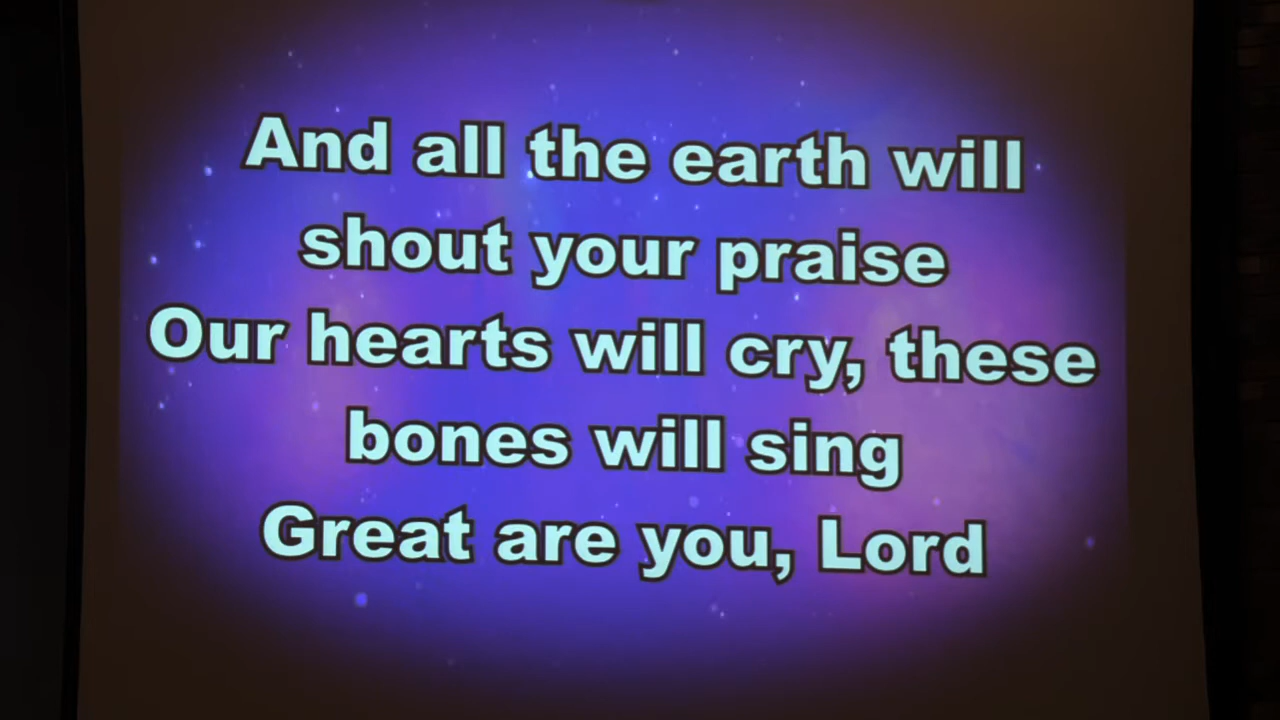 And all the earth will
shout your praise
Our hearts will cry, these
bones will sing
Great are you, Lord